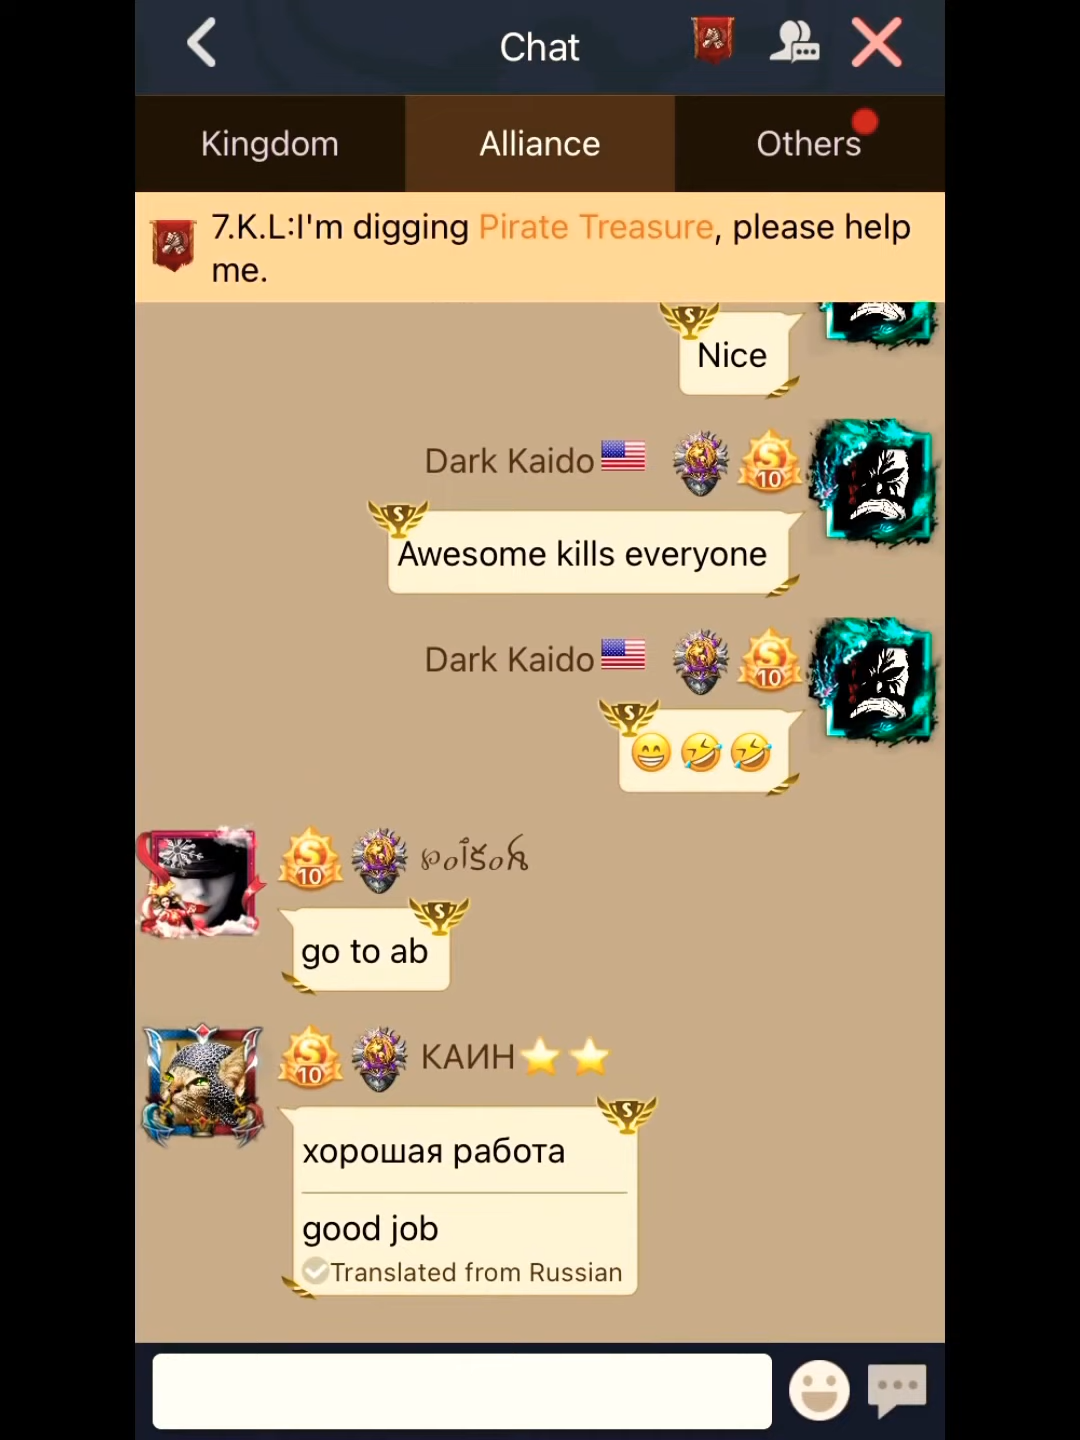 Chat
Kingdom
Alliance
Others
7.K.L:I'm digging Pirate Treasure, please help
me.
S
Nice
Dark Kaido🇺🇸
S
10
S
Awesome kills everyone
Dark Kaido🇺🇸
S
10
S
😁🤣🤣
S
10
S
go to ab
S
10
КАИН⭐⭐
S
хорошая работа
good job
Translated from Russian